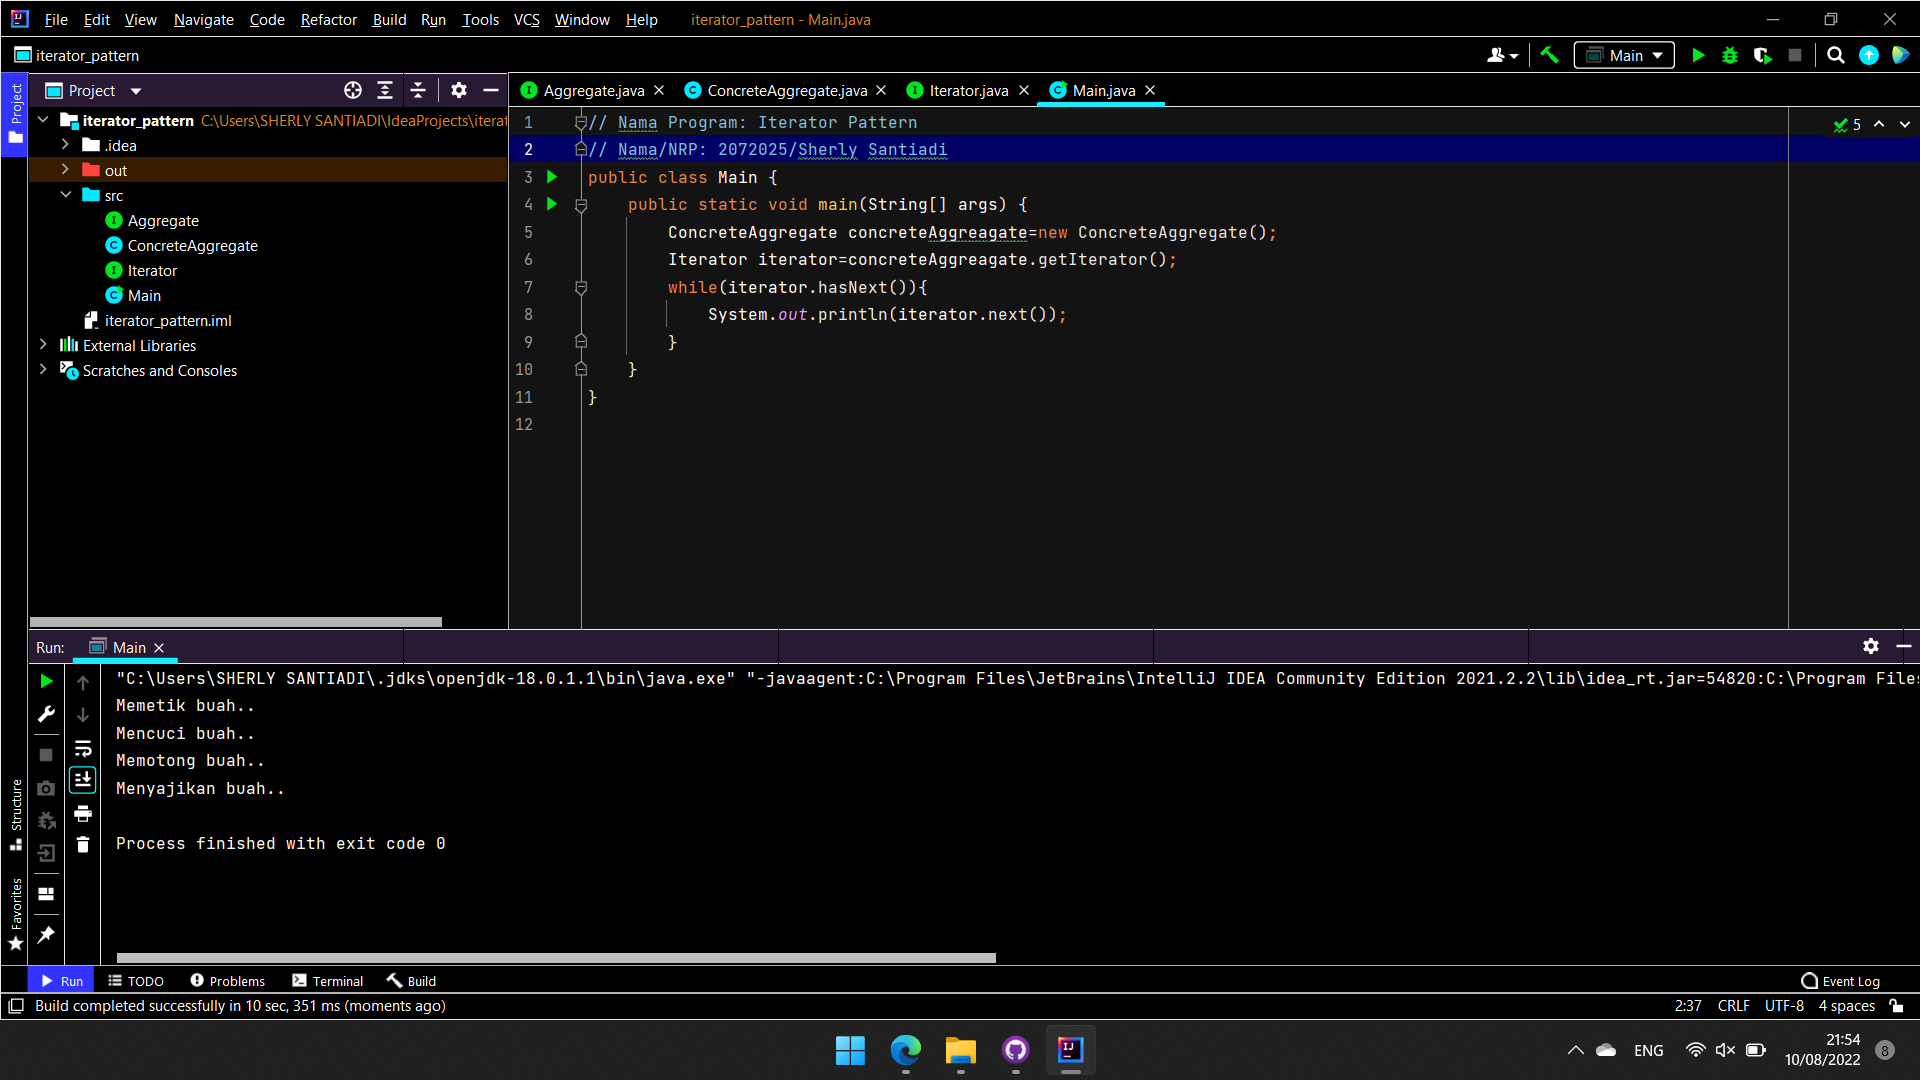 File Edit View Navigate Code Refactor Build Run Tools VCS Window Help iterator_pattern - Main.java
iterator_pattern
Main
Project
Project
Aggregate.java
ConcreteAggregate.java
Iterator.java
Main.java
iterator_pattern C:\Users\SHERLY SANTIADI\IdeaProjects\iterat
.idea
out
src
Aggregate
ConcreteAggregate
Iterator
Main
iterator_pattern.iml
External Libraries
Scratches and Consoles
5
1 // Nama Program: Iterator Pattern
2 // Nama/NRP: 2072025/Sherly Santiadi
3 public class Main {
4 public static void main(String[] args) {
5 ConcreteAggregate concreteAggreagate=new ConcreteAggregate();
6 Iterator iterator=concreteAggreagate.getIterator();
7 while(iterator.hasNext()){
8 System.out.println(iterator.next());
9 }
10 }
11 }
12
Run: Main
"C:\Users\SHERLY SANTIADI\.jdks\openjdk-18.0.1.1\bin\java.exe" "-javaagent:C:\Program Files\JetBrains\IntelliJ IDEA Community Edition 2021.2.2\lib\idea_rt.jar=54820:C:\Program Files
Memetik buah..
Mencuci buah..
Memotong buah..
Menyajikan buah..
Process finished with exit code 0
Structure
Favorites
Run TODO Problems Terminal Build Event Log
Build completed successfully in 10 sec, 351 ms (moments ago) 2:37 CRLF UTF-8 4 spaces
ENG
21:54
10/08/2022
8